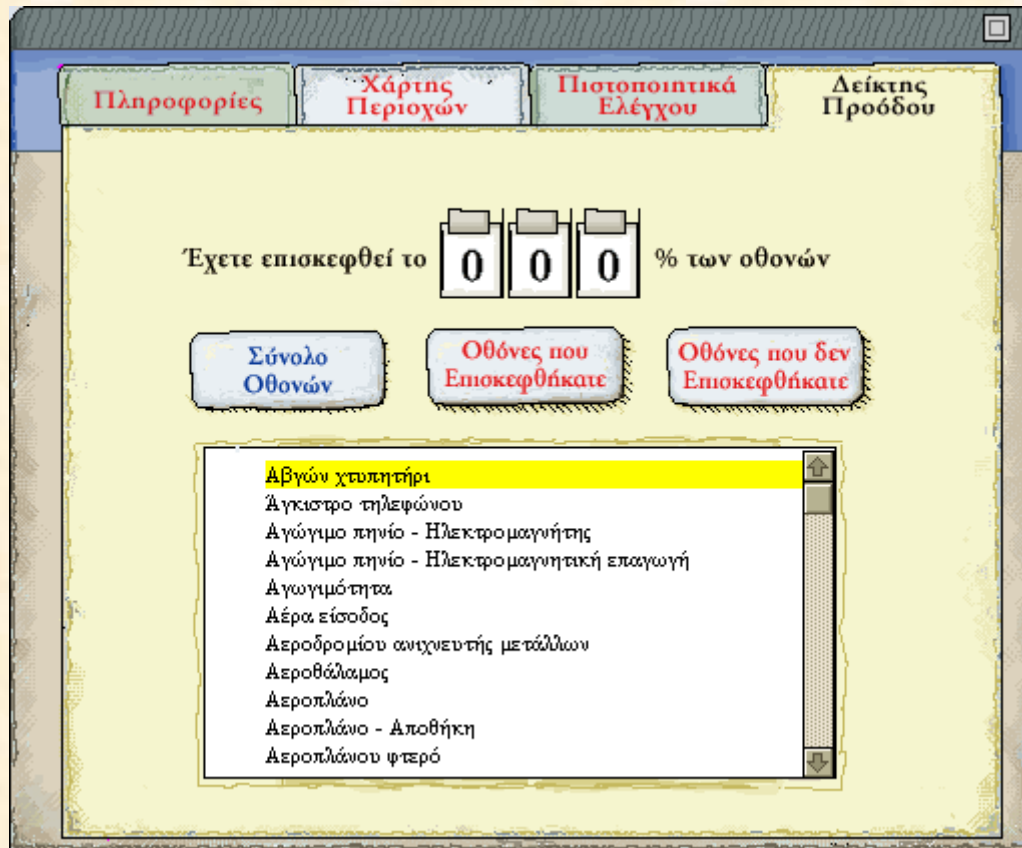 Πληροφορίες
Χάρτης
Περιοχών
Πιστοποιητικά
Ελέγχου
Δείκτης
Προόδου
Έχετε επισκεφθεί το 0 0 0 % των οθονών
Σύνολο
Οθονών
Οθόνες που
Επισκεφθήκατε
Οθόνες που δεν
Επισκεφθήκατε
Αβγών χτυπητήρι
Άγκιστρο τηλεφώνου
Αγώγιμο πηνίο - Ηλεκτρομαγνήτης
Αγώγιμο πηνίο - Ηλεκτρομαγνητική επαγωγή
Αγωγιμότητα
Αέρα είσοδος
Αεροδρομίου ανιχνευτής μετάλλων
Αεροθάλαμος
Αεροπλάνο
Αεροπλάνο - Αποθήκη
Αεροπλάνου φτερό